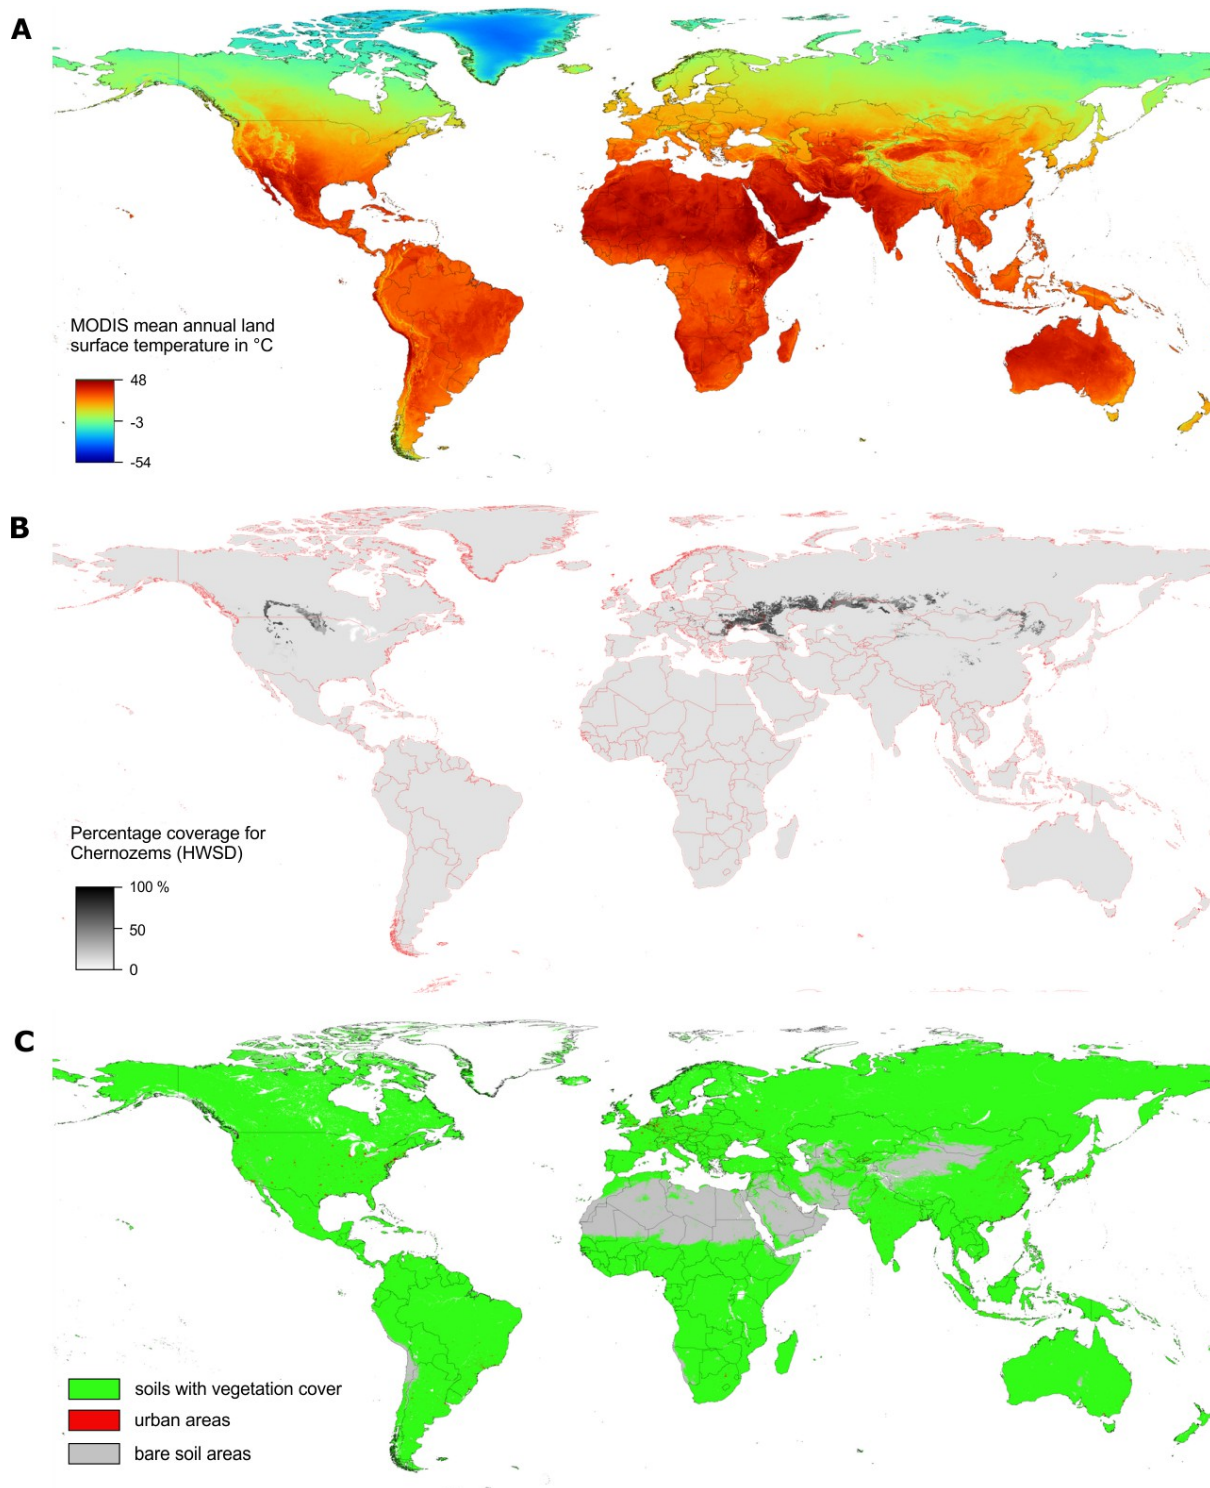 A
MODIS mean annual land
surface temperature in °C
48
-3
-54
B
Percentage coverage for
Chernozems (HWSD)
100 %
50
0
C
soils with vegetation cover
urban areas
bare soil areas